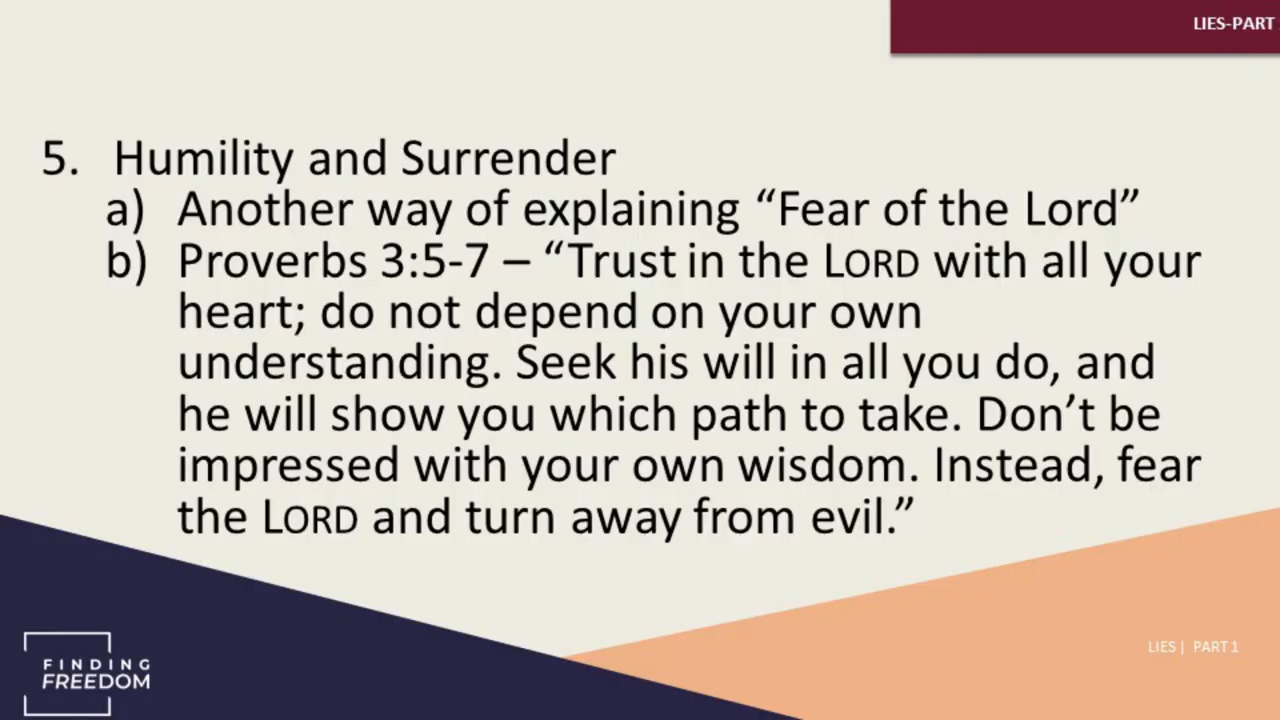 LIES-PART
5. Humility and Surrender
a) Another way of explaining “Fear of the Lord”
b) Proverbs 3:5-7 – “Trust in the LORD with all your
heart; do not depend on your own
understanding. Seek his will in all you do, and
he will show you which path to take. Don’t be
impressed with your own wisdom. Instead, fear
the LORD and turn away from evil.”
FINDING
FREEDOM
LIES | PART 1